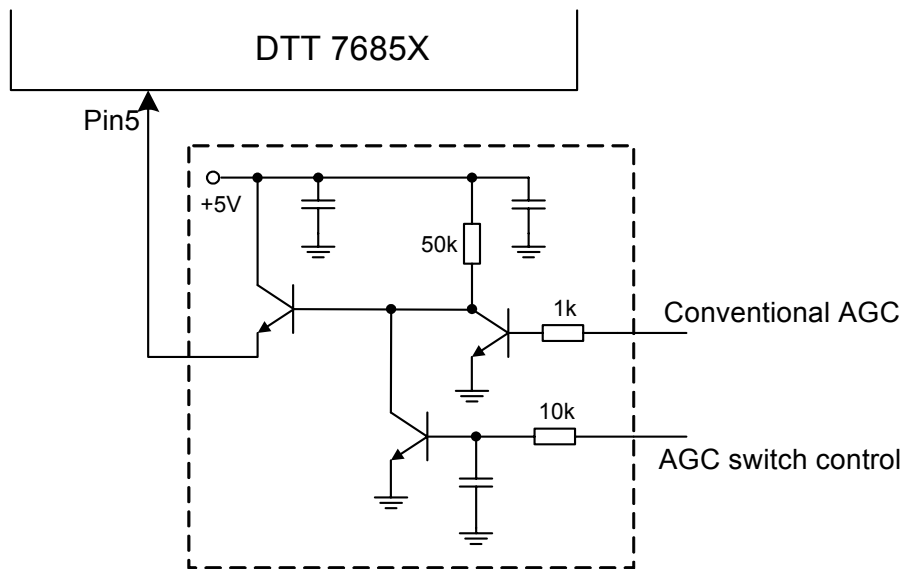 DTT 7685X
Pin5
+5V
50k
1k
Conventional AGC
10k
AGC switch control